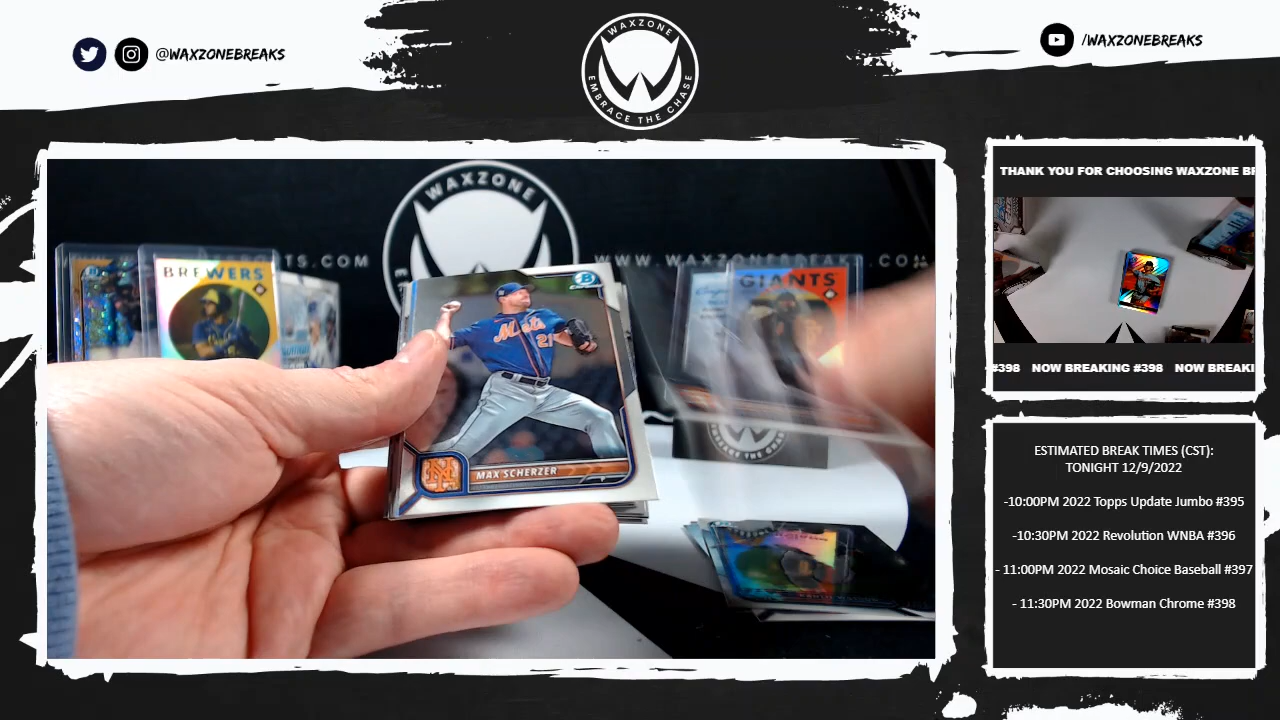 @WAXZONEBREAKS
WAXZONE
EMBRACE THE CHASE
/WAXZONEBREAKS
WAXZONE
WWW.WAXZONEBREAKS
.COM
BREWERS
GIANTS
Mets
21
MAX SCHERZER
THANK YOU FOR CHOOSING WAXZONE
#398 NOW BREAKING #398 NOW
ESTIMATED BREAK TIMES (CST):
TONIGHT 12/9/2022
-10:00PM 2022 Topps Update Jumbo #395
-10:30PM 2022 Revolution WNBA #396
- 11:00PM 2022 Mosaic Choice Baseball #397
- 11:30PM 2022 Bowman Chrome #398